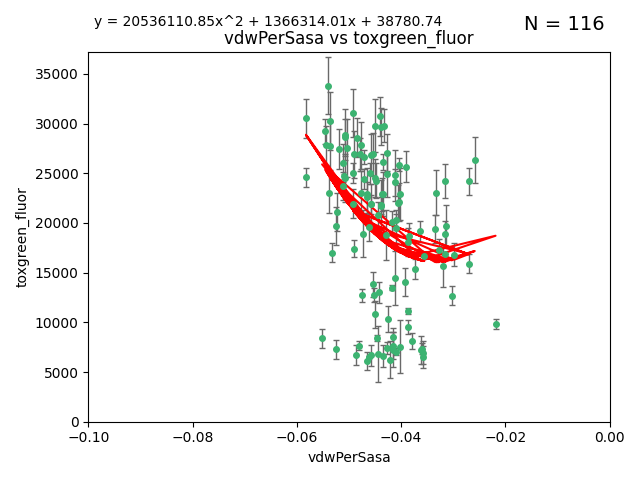 y = 20536110.85x^2 + 1366314.01x + 38780.74
N = 116
vdwPerSasa vs toxgreen_fluor
35000
30000
25000
20000
15000
10000
5000
0
toxgreen_fluor
−0.10 −0.08 −0.06 −0.04 −0.02 0.00
vdwPerSasa